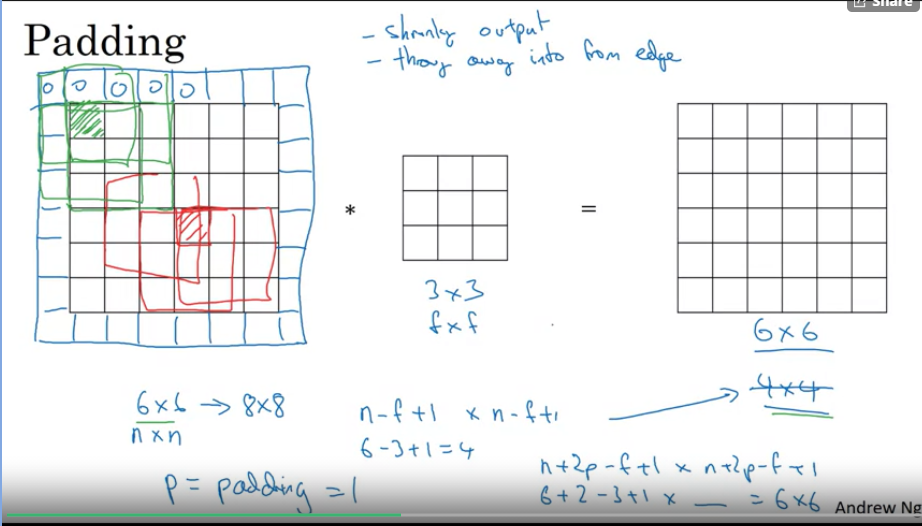 Share
Padding
- shrinks output
- throw away info from edge
0 0 0 0 0
*
=
3×3
f×f
6×6
4×4
6×6 → 8×8
n×n
n-f+1 × n-f+1
6-3+1=4
p = padding = 1
n+2p-f+1 × n+2p-f+1
6+2-3+1 × __ = 6×6
Andrew Ng